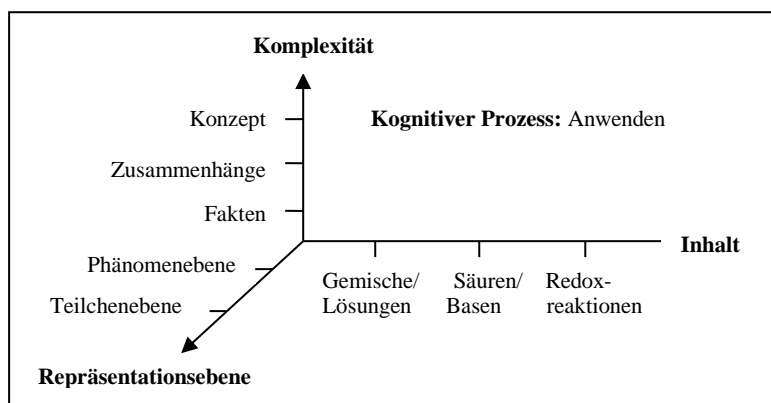 Komplexität
Konzept
Kognitiver Prozess: Anwenden
Zusammenhänge
Fakten
Inhalt
Phänomenebene
Gemische/
Lösungen
Säuren/
Basen
Redox-
reaktionen
Teilchenebene
Repräsentationsebene